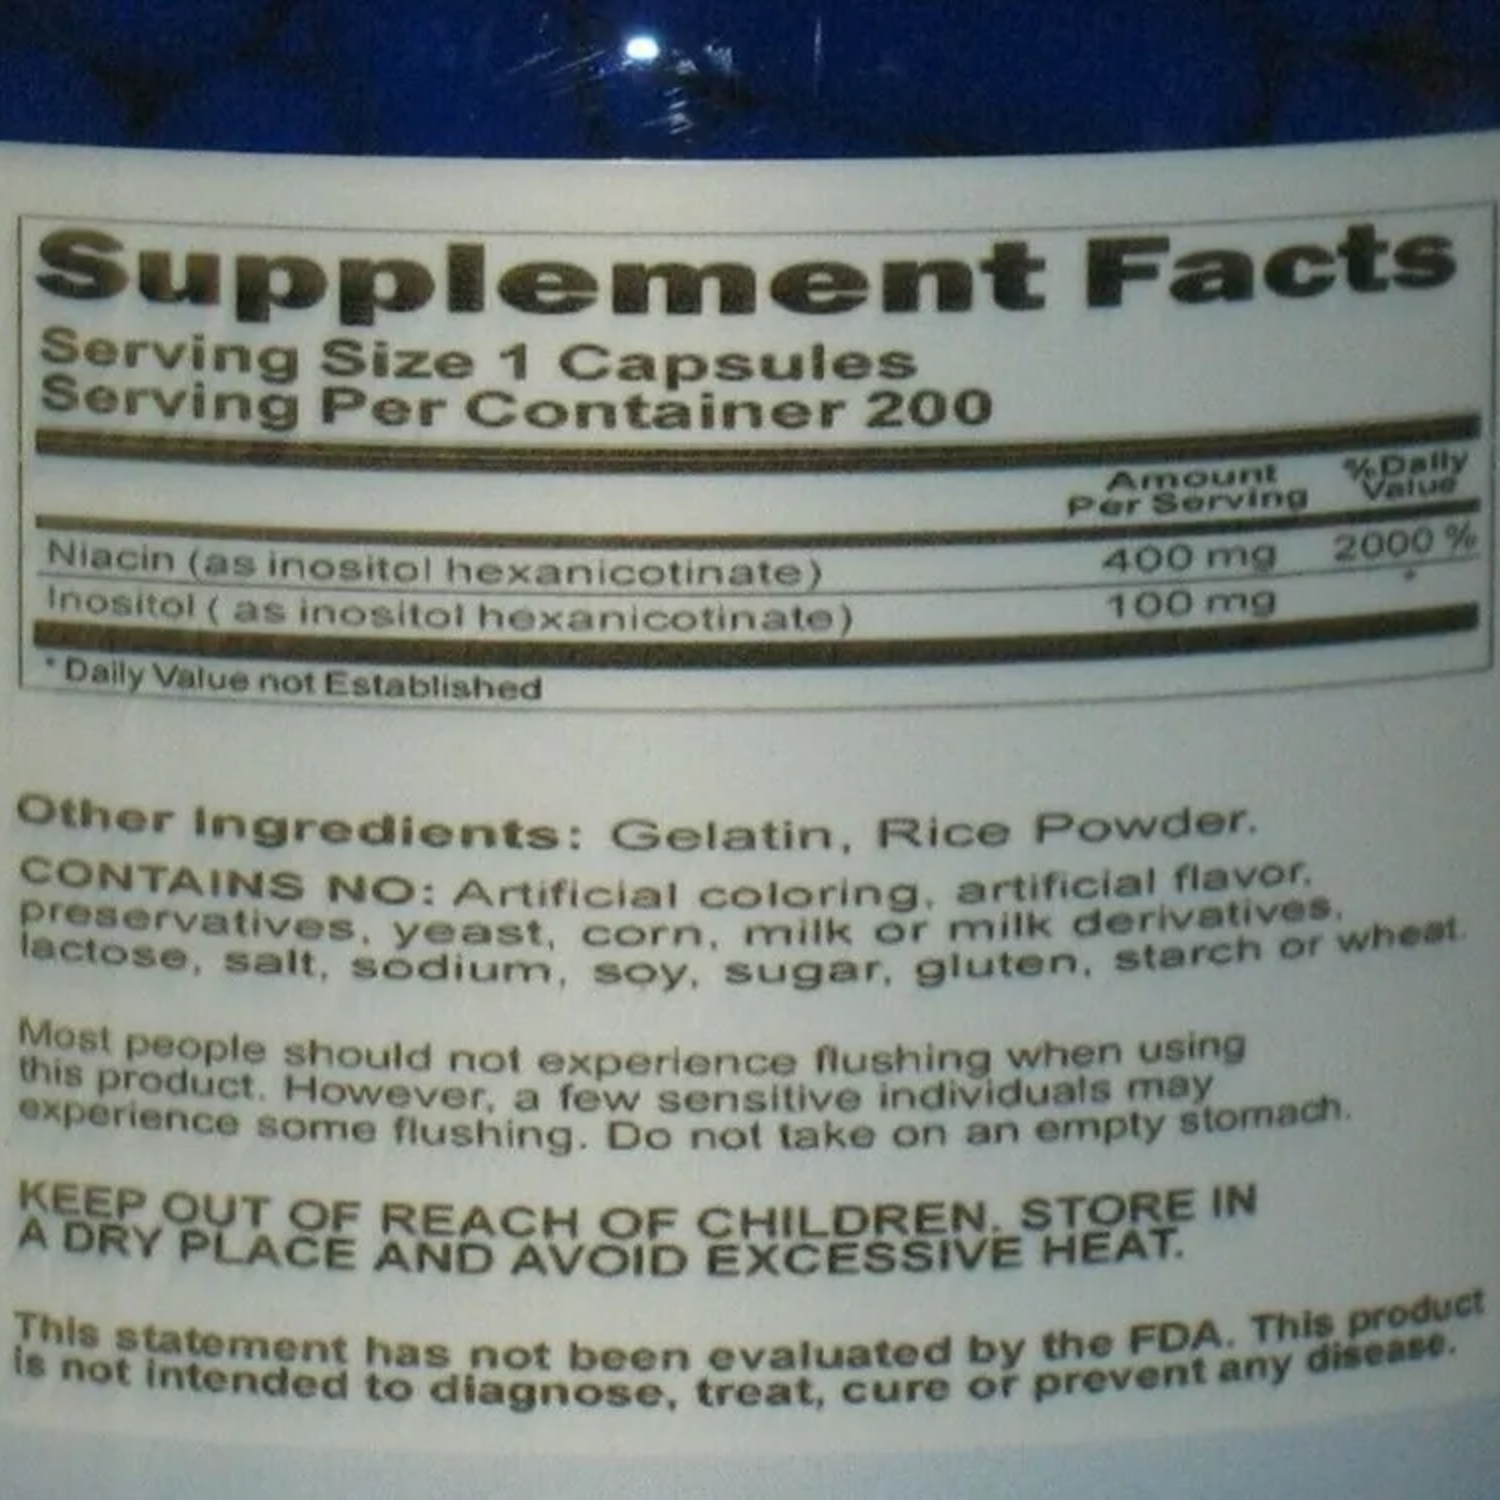 Supplement Facts
Serving Size 1 Capsules
Serving Per Container 200
Amount
Per Serving
%Daily
Value
Niacin (as inositol hexanicotinate) 400 mg 2000 %
Inositol ( as inositol hexanicotinate) 100 mg *
* Daily Value not Established
Other Ingredients: Gelatin, Rice Powder.
CONTAINS NO: Artificial coloring, artificial flavor,
preservatives, yeast, corn, milk or milk derivatives,
lactose, salt, sodium, soy, sugar, gluten, starch or wheat.
Most people should not experience flushing when using
this product. However, a few sensitive individuals may
experience some flushing. Do not take on an empty stomach.
KEEP OUT OF REACH OF CHILDREN. STORE IN
A DRY PLACE AND AVOID EXCESSIVE HEAT.
This statement has not been evaluated by the FDA. This product
is not intended to diagnose, treat, cure or prevent any disease.